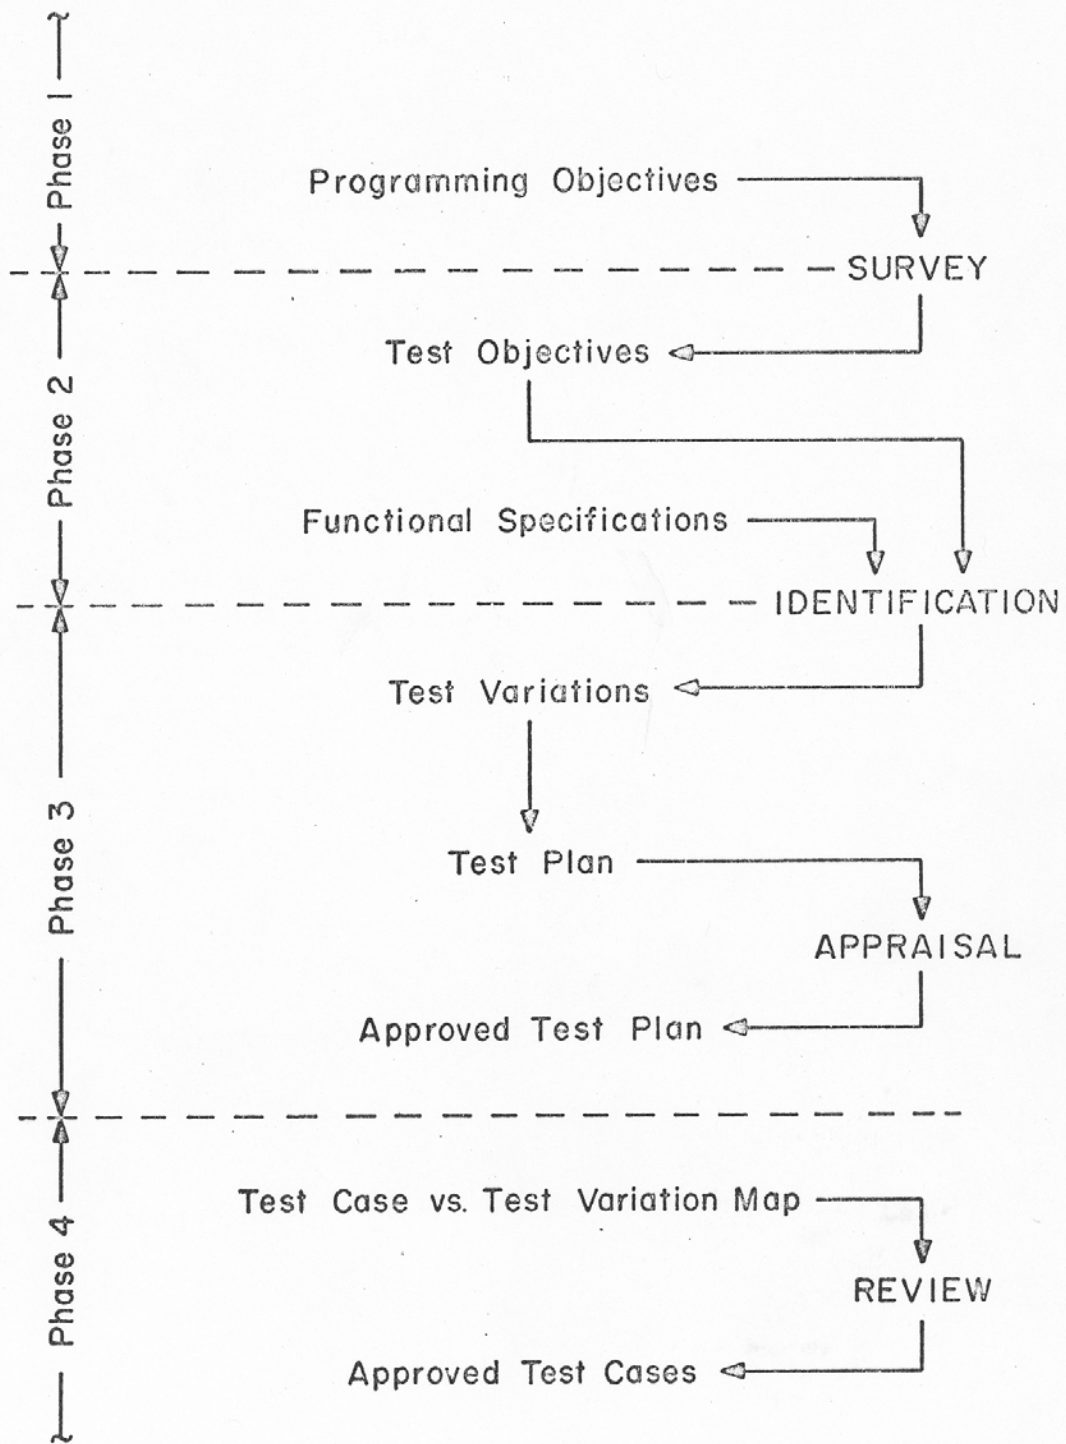 Phase 1
Programming Objectives
SURVEY
Test Objectives
Phase 2
Functional Specifications
IDENTIFICATION
Test Variations
Phase 3
Test Plan
APPRAISAL
Approved Test Plan
Phase 4
Test Case vs. Test Variation Map
REVIEW
Approved Test Cases